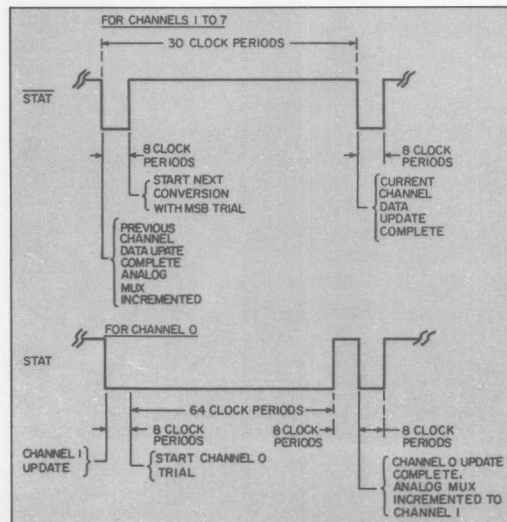 FOR CHANNELS 1 TO 7
30 CLOCK PERIODS
STAT
8 CLOCK
PERIODS
START NEXT
CONVERSION
WITH MSB TRIAL
PREVIOUS
CHANNEL
DATA UPATE
COMPLETE
ANALOG
MUX
INCREMENTED
8 CLOCK
PERIODS
CURRENT
CHANNEL
DATA
UPDATE
COMPLETE
FOR CHANNEL 0
STAT
64 CLOCK PERIODS
CHANNEL 1
UPDATE
8 CLOCK
PERIODS
START CHANNEL 0
TRIAL
8 CLOCK
PERIODS
8 CLOCK
PERIODS
CHANNEL 0 UPDATE
COMPLETE.
ANALOG MUX
INCREMENTED TO
CHANNEL 1